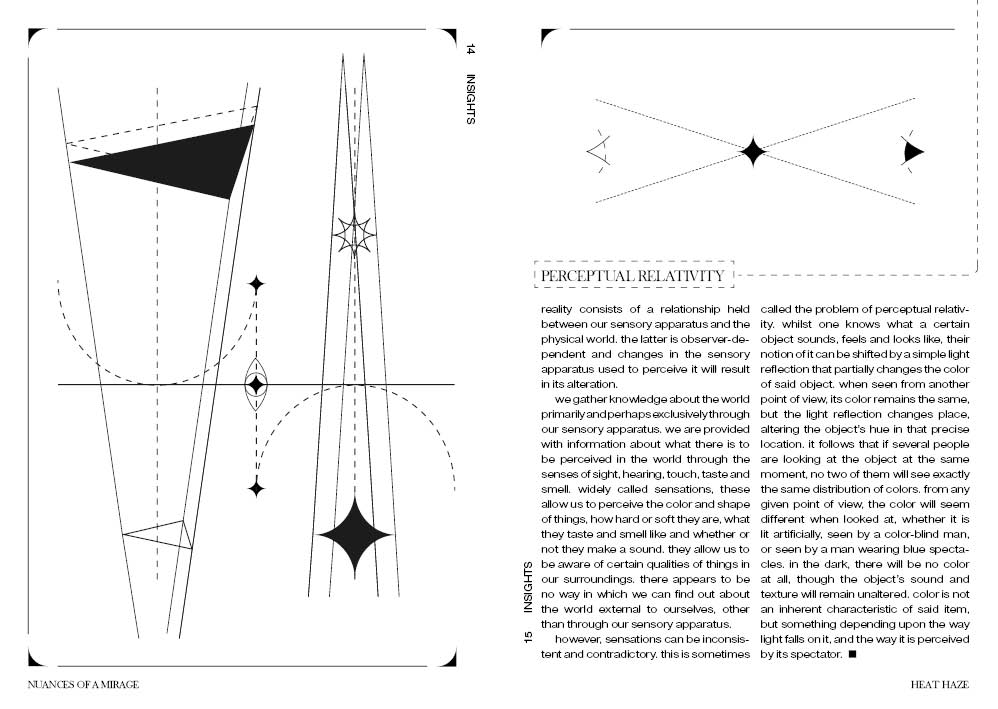 14 INSIGHTS
NUANCES OF A MIRAGE
PERCEPTUAL RELATIVITY
reality consists of a relationship held
between our sensory apparatus and the
physical world. the latter is observer-de-
pendent and changes in the sensory
apparatus used to perceive it will result
in its alteration.
we gather knowledge about the world
primarily and perhaps exclusively through
our sensory apparatus. we are provided
with information about what there is to
be perceived in the world through the
senses of sight, hearing, touch, taste and
smell. widely called sensations, these
allow us to perceive the color and shape
of things, how hard or soft they are, what
they taste and smell like and whether or
not they make a sound. they allow us to
be aware of certain qualities of things in
our surroundings. there appears to be
no way in which we can find out about
the world external to ourselves, other
than through our sensory apparatus.
however, sensations can be inconsis-
tent and contradictory. this is sometimes
called the problem of perceptual relativ-
ity. whilst one knows what a certain
object sounds, feels and looks like, their
notion of it can be shifted by a simple light
reflection that partially changes the color
of said object. when seen from another
point of view, its color remains the same,
but the light reflection changes place,
altering the object's hue in that precise
location. it follows that if several people
are looking at the object at the same
moment, no two of them will see exactly
the same distribution of colors. from any
given point of view, the color will seem
different when looked at, whether it is
lit artificially, seen by a color-blind man,
or seen by a man wearing blue specta-
cles. in the dark, there will be no color
at all, though the object's sound and
texture will remain unaltered. color is not
an inherent characteristic of said item,
but something depending upon the way
light falls on it, and the way it is perceived
by its spectator. ■
15 INSIGHTS
HEAT HAZE